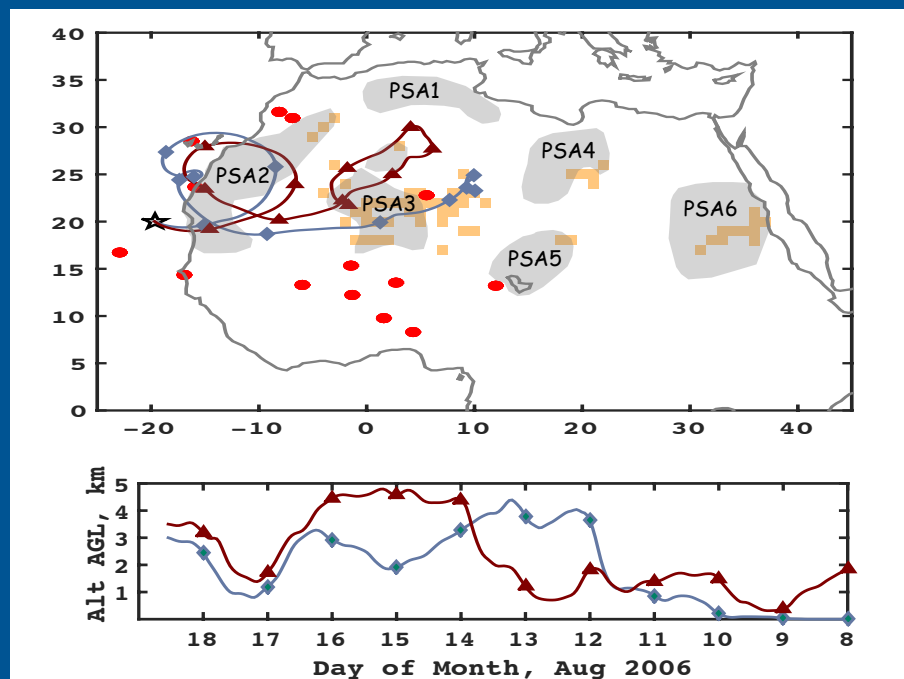 40
35
30
25
20
15
10
5
0
PSA1
PSA2
PSA3
PSA4
PSA5
PSA6
-20 -10 0 10 20 30 40
Alt AGL, km
5
4
3
2
1
18 17 16 15 14 13 12 11 10 9 8
Day of Month, Aug 2006